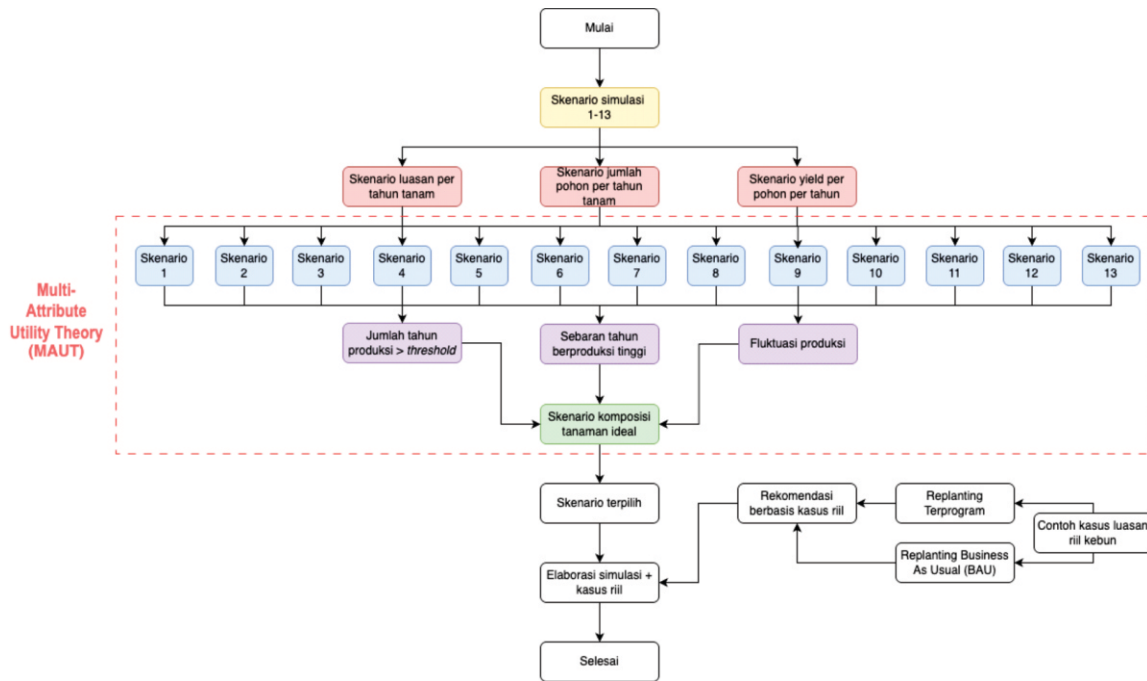 Mulai
Skenario simulasi
1-13
Skenario luasan per
tahun tanam
Skenario jumlah
pohon per tahun
tanam
Skenario yield per
pohon per tahun
Skenario
1
Skenario
2
Skenario
3
Skenario
4
Skenario
5
Skenario
6
Skenario
7
Skenario
8
Skenario
9
Skenario
10
Skenario
11
Skenario
12
Skenario
13
Multi-
Attribute
Utility Theory
(MAUT)
Jumlah tahun
produksi > threshold
Sebaran tahun
berproduksi tinggi
Fluktuasi produksi
Skenario komposisi
tanaman ideal
Skenario terpilih
Rekomendasi
berbasis kasus riil
Replanting
Terprogram
Contoh kasus luasan
riil kebun
Replanting Business
As Usual (BAU)
Elaborasi simulasi +
kasus riil
Selesai